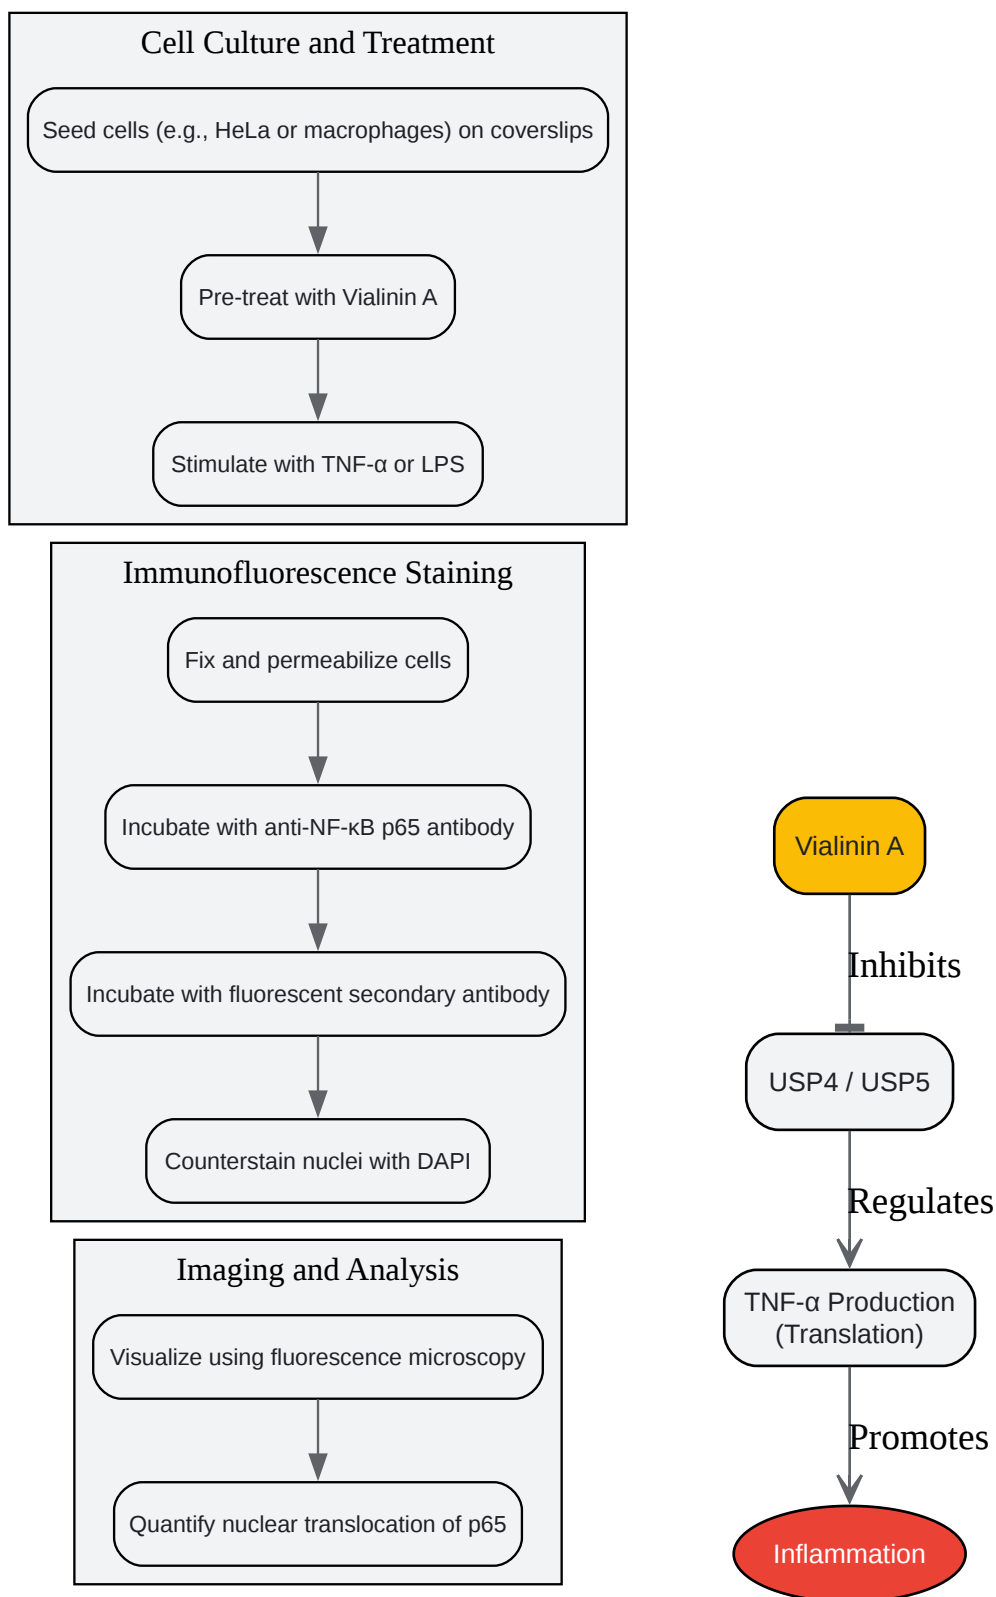 Cell Culture and Treatment
Seed cells (e.g., HeLa or macrophages) on coverslips
Pre-treat with Vialinin A
Stimulate with TNF-α or LPS
Immunofluorescence Staining
Fix and permeabilize cells
Incubate with anti-NF-κB p65 antibody
Incubate with fluorescent secondary antibody
Counterstain nuclei with DAPI
Imaging and Analysis
Visualize using fluorescence microscopy
Quantify nuclear translocation of p65
Vialinin A
Inhibits
USP4 / USP5
Regulates
TNF-α Production
(Translation)
Promotes
Inflammation